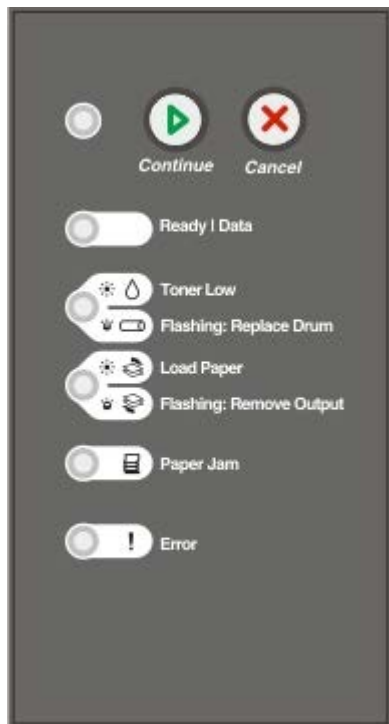 Continue Cancel
Ready | Data
Toner Low
Flashing: Replace Drum
Load Paper
Flashing: Remove Output
Paper Jam
! Error